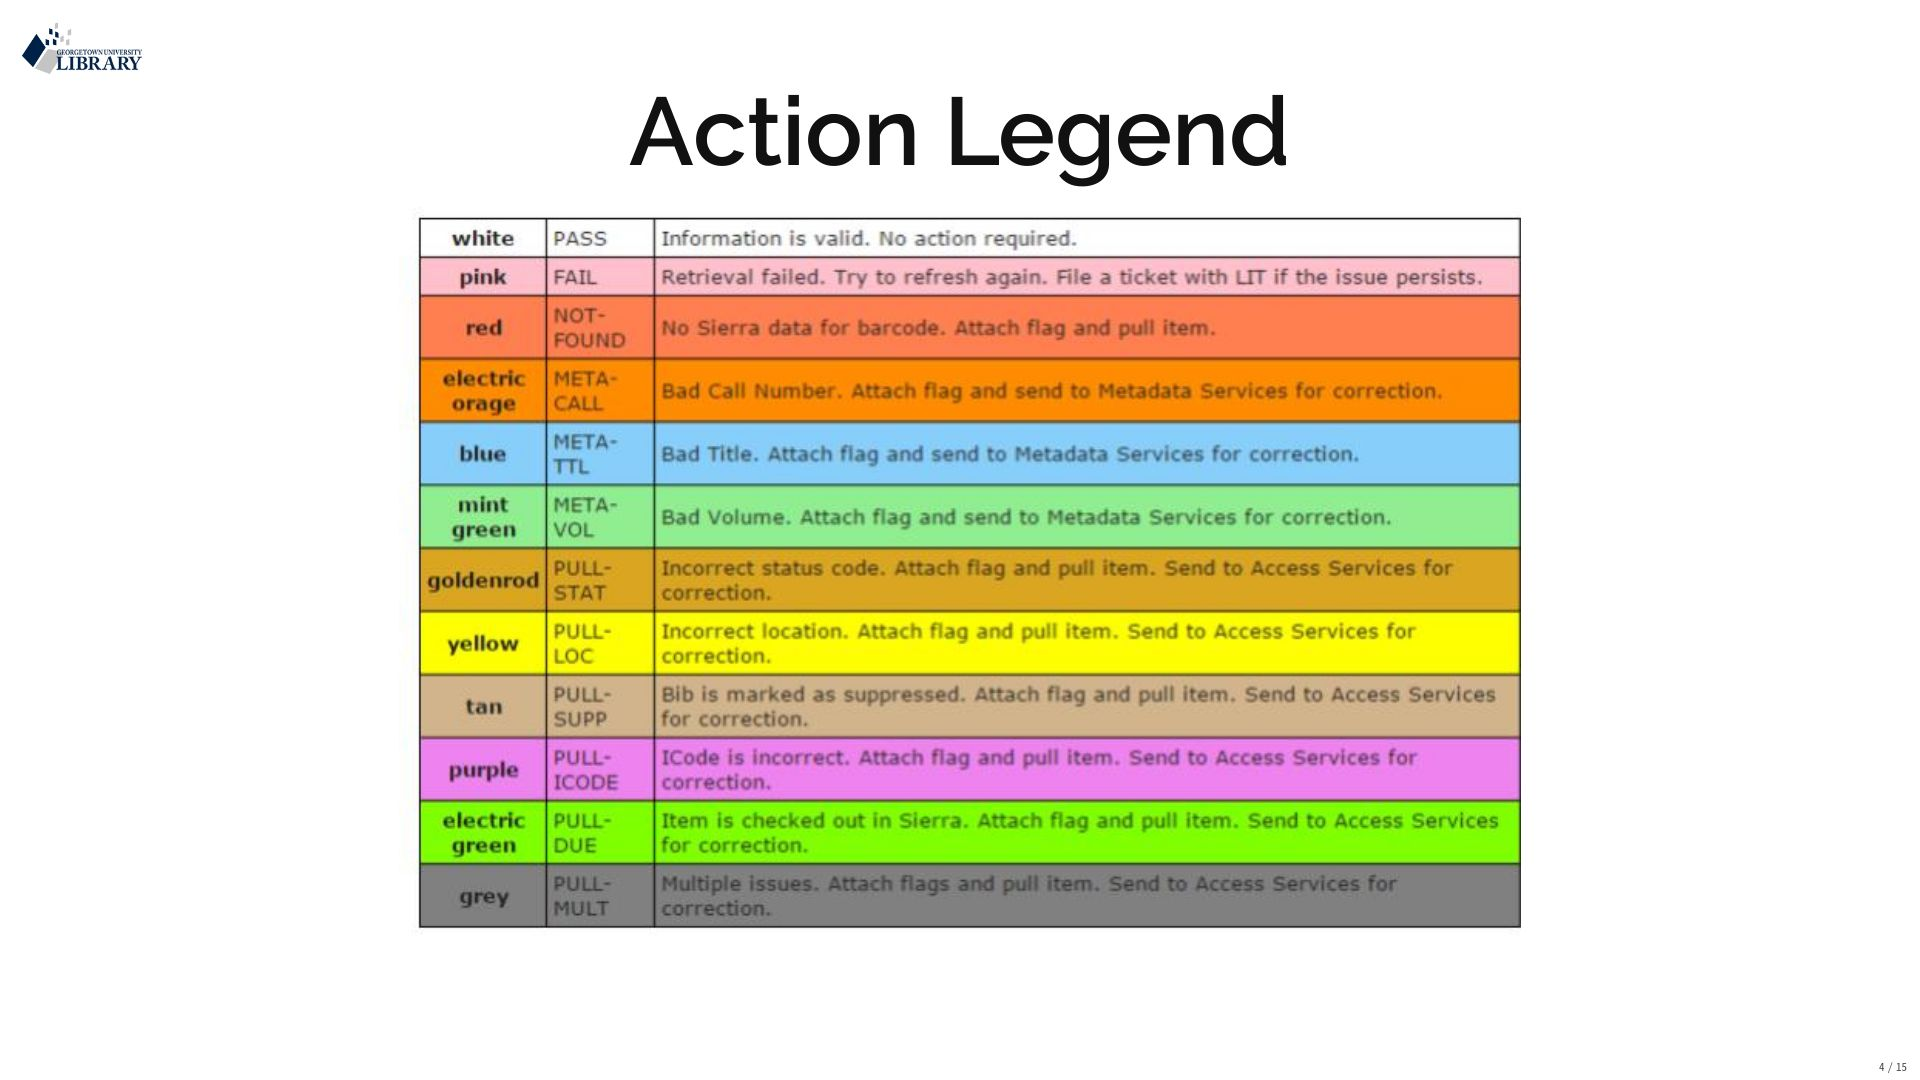 GEORGETOWN UNIVERSITY
LIBRARY
Action Legend
white PASS Information is valid. No action required.
pink FAIL Retrieval failed. Try to refresh again. File a ticket with LIT if the issue persists.
red NOT-
FOUND No Sierra data for barcode. Attach flag and pull item.
electric
orage META-
CALL Bad Call Number. Attach flag and send to Metadata Services for correction.
blue META-
TTL Bad Title. Attach flag and send to Metadata Services for correction.
mint
green META-
VOL Bad Volume. Attach flag and send to Metadata Services for correction.
goldenrod PULL-
STAT Incorrect status code. Attach flag and pull item. Send to Access Services for
correction.
yellow PULL-
LOC Incorrect location. Attach flag and pull item. Send to Access Services for
correction.
tan PULL-
SUPP Bib is marked as suppressed. Attach flag and pull item. Send to Access Services
for correction.
purple PULL-
ICODE ICode is incorrect. Attach flag and pull item. Send to Access Services for
correction.
electric
green PULL-
DUE Item is checked out in Sierra. Attach flag and pull item. Send to Access Services
for correction.
grey PULL-
MULT Multiple issues. Attach flags and pull item. Send to Access Services for
correction.
4 / 15